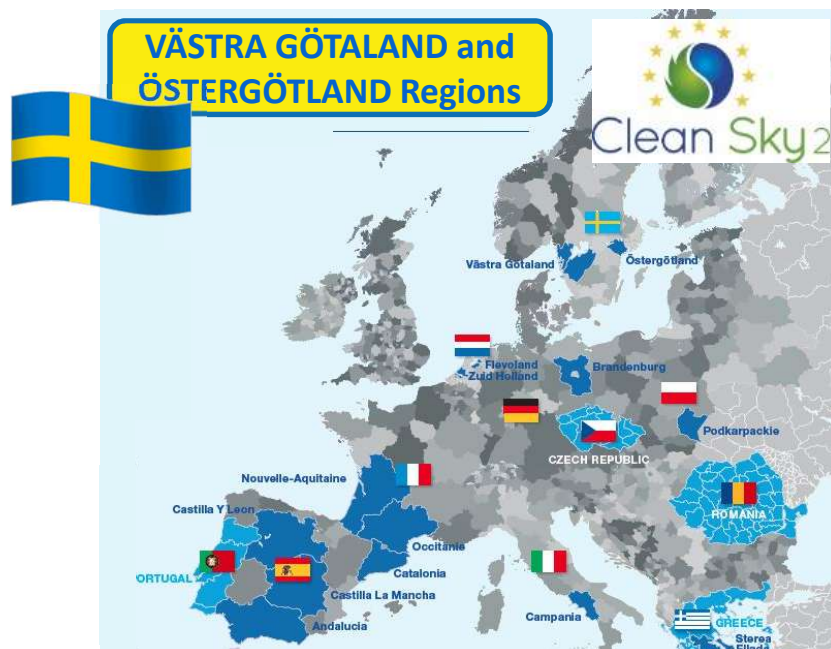 VÄSTRA GÖTALAND and
ÖSTERGÖTLAND Regions
Clean Sky 2
Västra Götaland
Östergötland
Flevoland
Zuid Holland
Brandenburg
Podkarpackie
CZECH REPUBLIC
Nouvelle-Aquitaine
Castilla Y Leon
ROMANIA
Occitanie
PORTUGAL
Catalonia
Castilla La Mancha
Campania
Andalucia
GREECE
Sterea